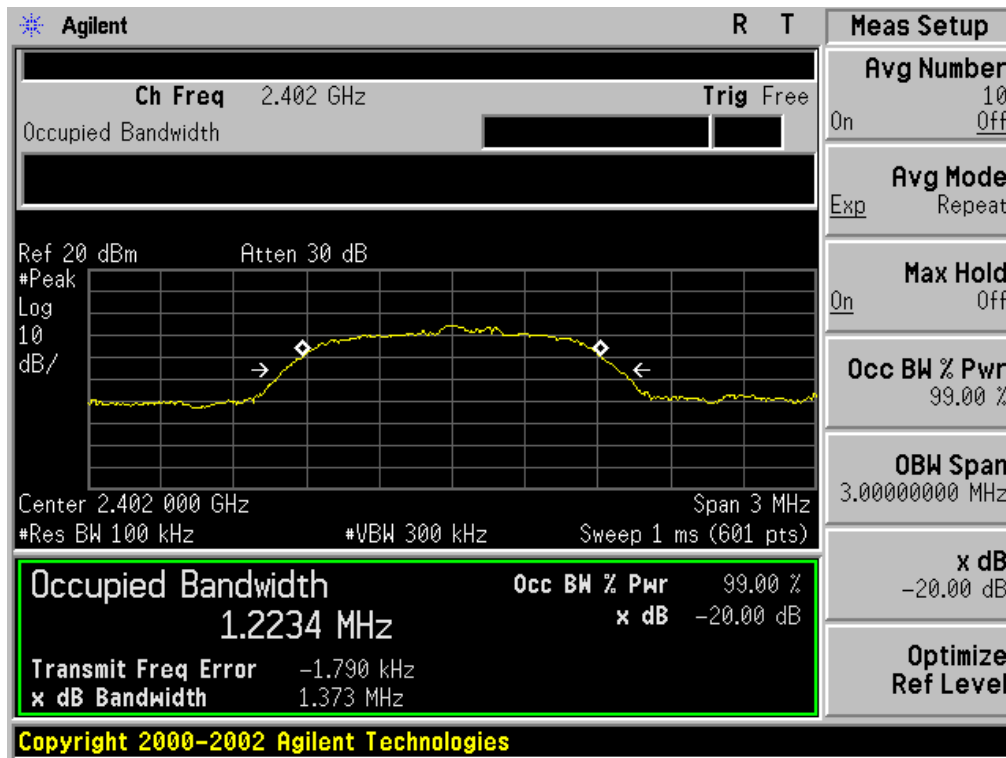 Agilent R T
Meas Setup
Ch Freq 2.402 GHz Trig Free
Occupied Bandwidth
Ref 20 dBm Atten 30 dB
#Peak
Log
10
dB/
Center 2.402 000 GHz Span 3 MHz
#Res BW 100 kHz #VBW 300 kHz Sweep 1 ms (601 pts)
Occupied Bandwidth Occ BW % Pwr 99.00 %
1.2234 MHz x dB -20.00 dB
Transmit Freq Error -1.790 kHz
x dB Bandwidth 1.373 MHz
Avg Number
10
On Off
Avg Mode
Exp Repeat
Max Hold
On Off
Occ BW % Pwr
99.00 %
OBW Span
3.00000000 MHz
x dB
-20.00 dB
Optimize
Ref Level
Copyright 2000-2002 Agilent Technologies